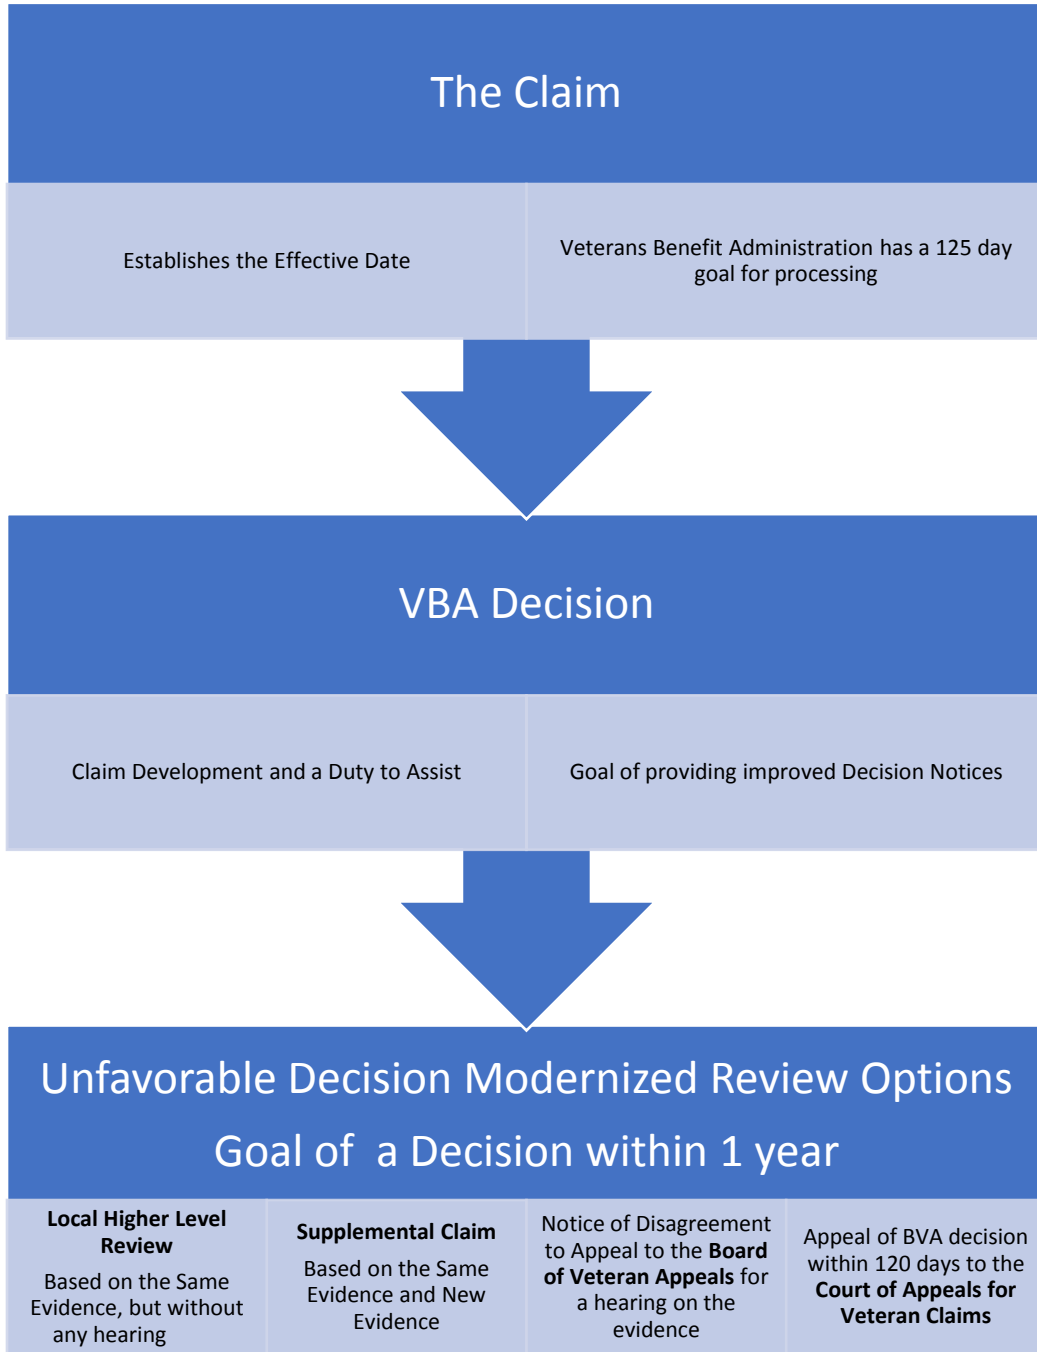 The Claim
Establishes the Effective Date
Veterans Benefit Administration has a 125 day
goal for processing
VBA Decision
Claim Development and a Duty to Assist
Goal of providing improved Decision Notices
Unfavorable Decision Modernized Review Options
Goal of  a Decision within 1 year
Local Higher Level
Review
Based on the Same
Evidence, but without
any hearing
Supplemental Claim
Based on the Same
Evidence and New
Evidence
Notice of Disagreement
to Appeal to the Board
of Veteran Appeals for
a hearing on the
evidence
Appeal of BVA decision
within 120 days to the
Court of Appeals for
Veteran Claims